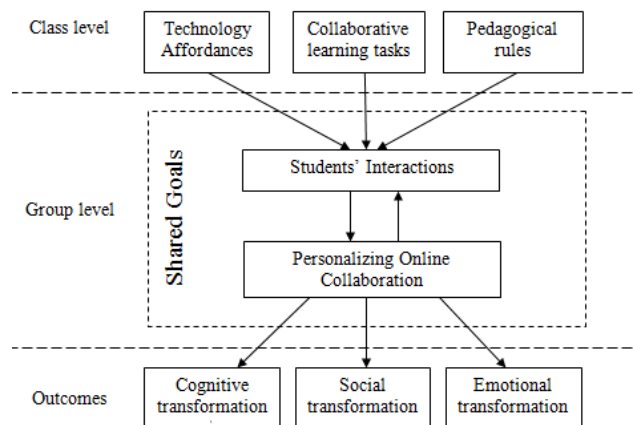 Class level
Technology
Affordances
Collaborative
learning tasks
Pedagogical
rules
Group level
Shared Goals
Students’ Interactions
Personalizing Online
Collaboration
Outcomes
Cognitive
transformation
Social
transformation
Emotional
transformation